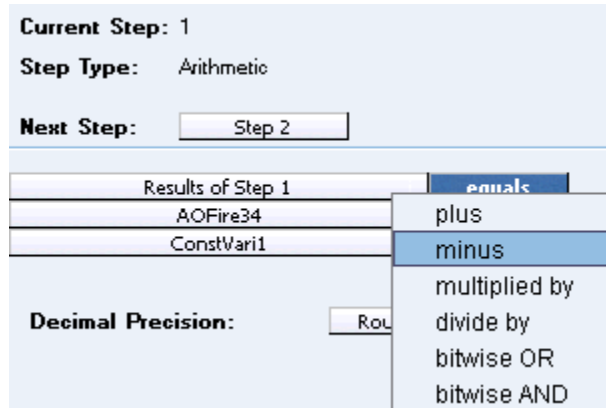 Current Step: 1
Step Type: Arithmetic
Next Step: Step 2
Results of Step 1 equals
AOFire34 plus
ConstVari1 minus
multiplied by
Decimal Precision: divide by
bitwise OR
bitwise AND